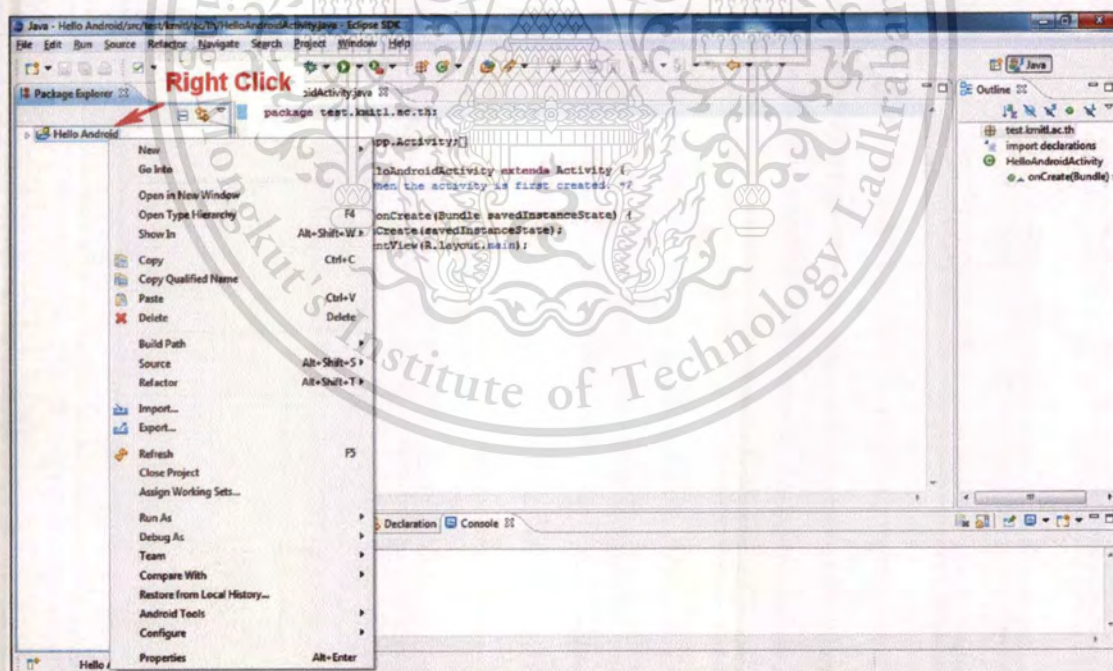 Java - Hello Android/src/test/kmitl/ac/th/HelloAndroidActivity.java - Eclipse SDK
File Edit Run Source Refactor Navigate Search Project Window Help
Java
Right Click
Package Explorer
oidActivity.java
Outline
package test.kmitl.ac.th;
Hello Android
test.kmitl.ac.th
import declarations
HelloAndroidActivity
onCreate(Bundle)
pp.Activity;
lloAndroidActivity extends Activity {
when the activity is first created. */
onCreate(Bundle savedInstanceState) {
Create(savedInstanceState);
ntView(R.layout.main);
New
Go Into
Open in New Window
Open Type Hierarchy F4
Show In Alt+Shift+W
Copy Ctrl+C
Copy Qualified Name
Paste Ctrl+V
Delete Delete
Build Path
Source Alt+Shift+S
Refactor Alt+Shift+T
Import...
Export...
Refresh F5
Close Project
Assign Working Sets...
Run As
Debug As
Team
Compare With
Restore from Local History...
Android Tools
Configure
Properties Alt+Enter
Declaration Console
Hello
ongkut's Institute of Technology Ladkrabang